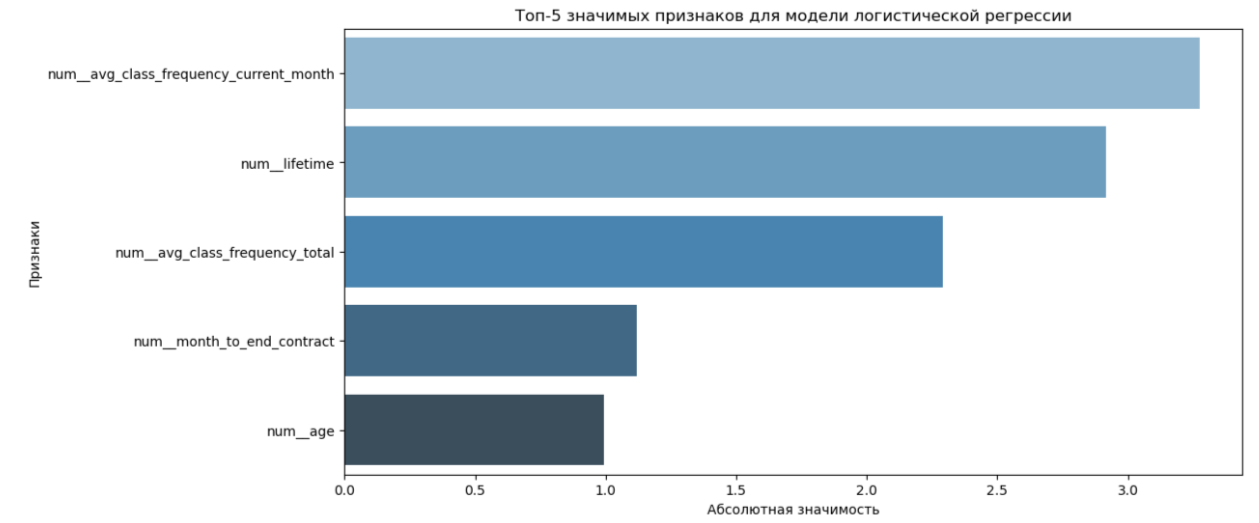 Топ-5 значимых признаков для модели логистической регрессии
Признаки
num__avg_class_frequency_current_month
num__lifetime
num__avg_class_frequency_total
num__month_to_end_contract
num__age
0.0 0.5 1.0 1.5 2.0 2.5 3.0
Абсолютная значимость